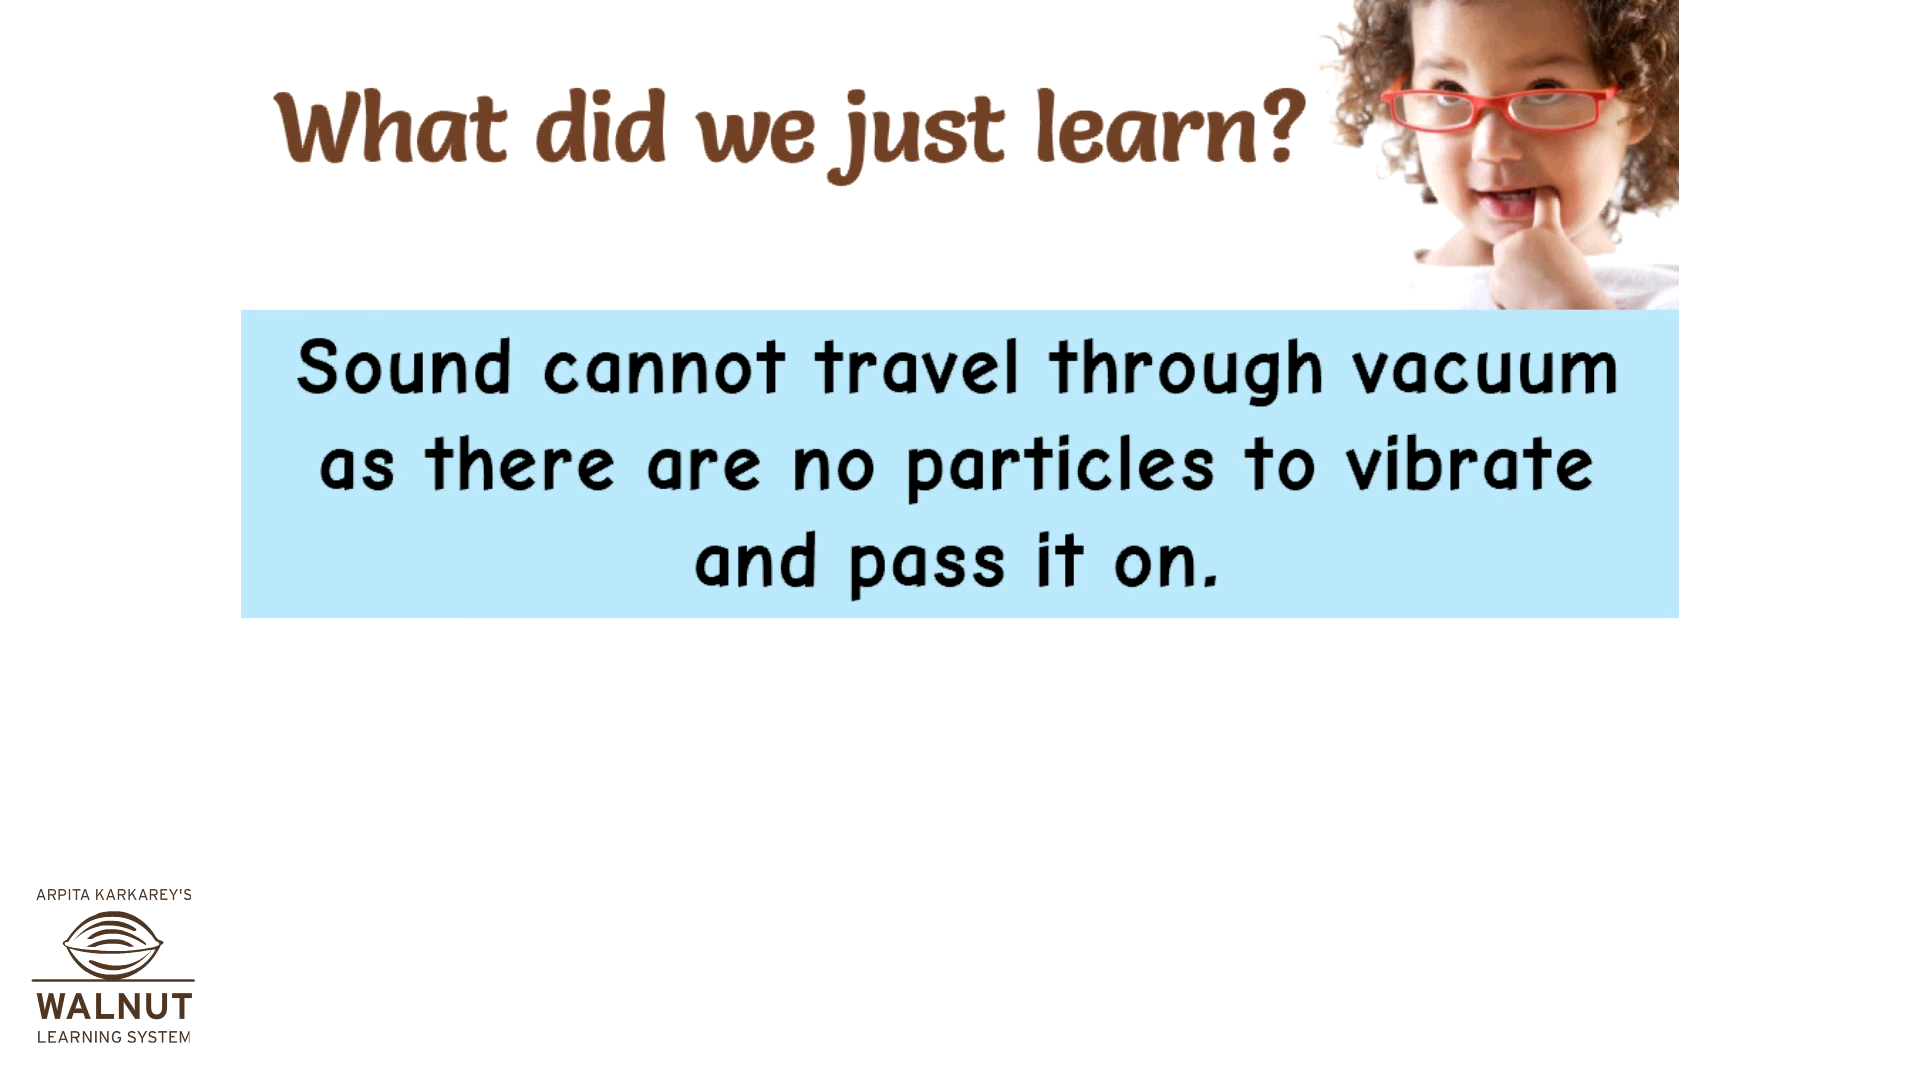 What did we just learn?
Sound cannot travel through vacuum
as there are no particles to vibrate
and pass it on.
ARPITA KARKAREY'S
WALNUT
LEARNING SYSTEM